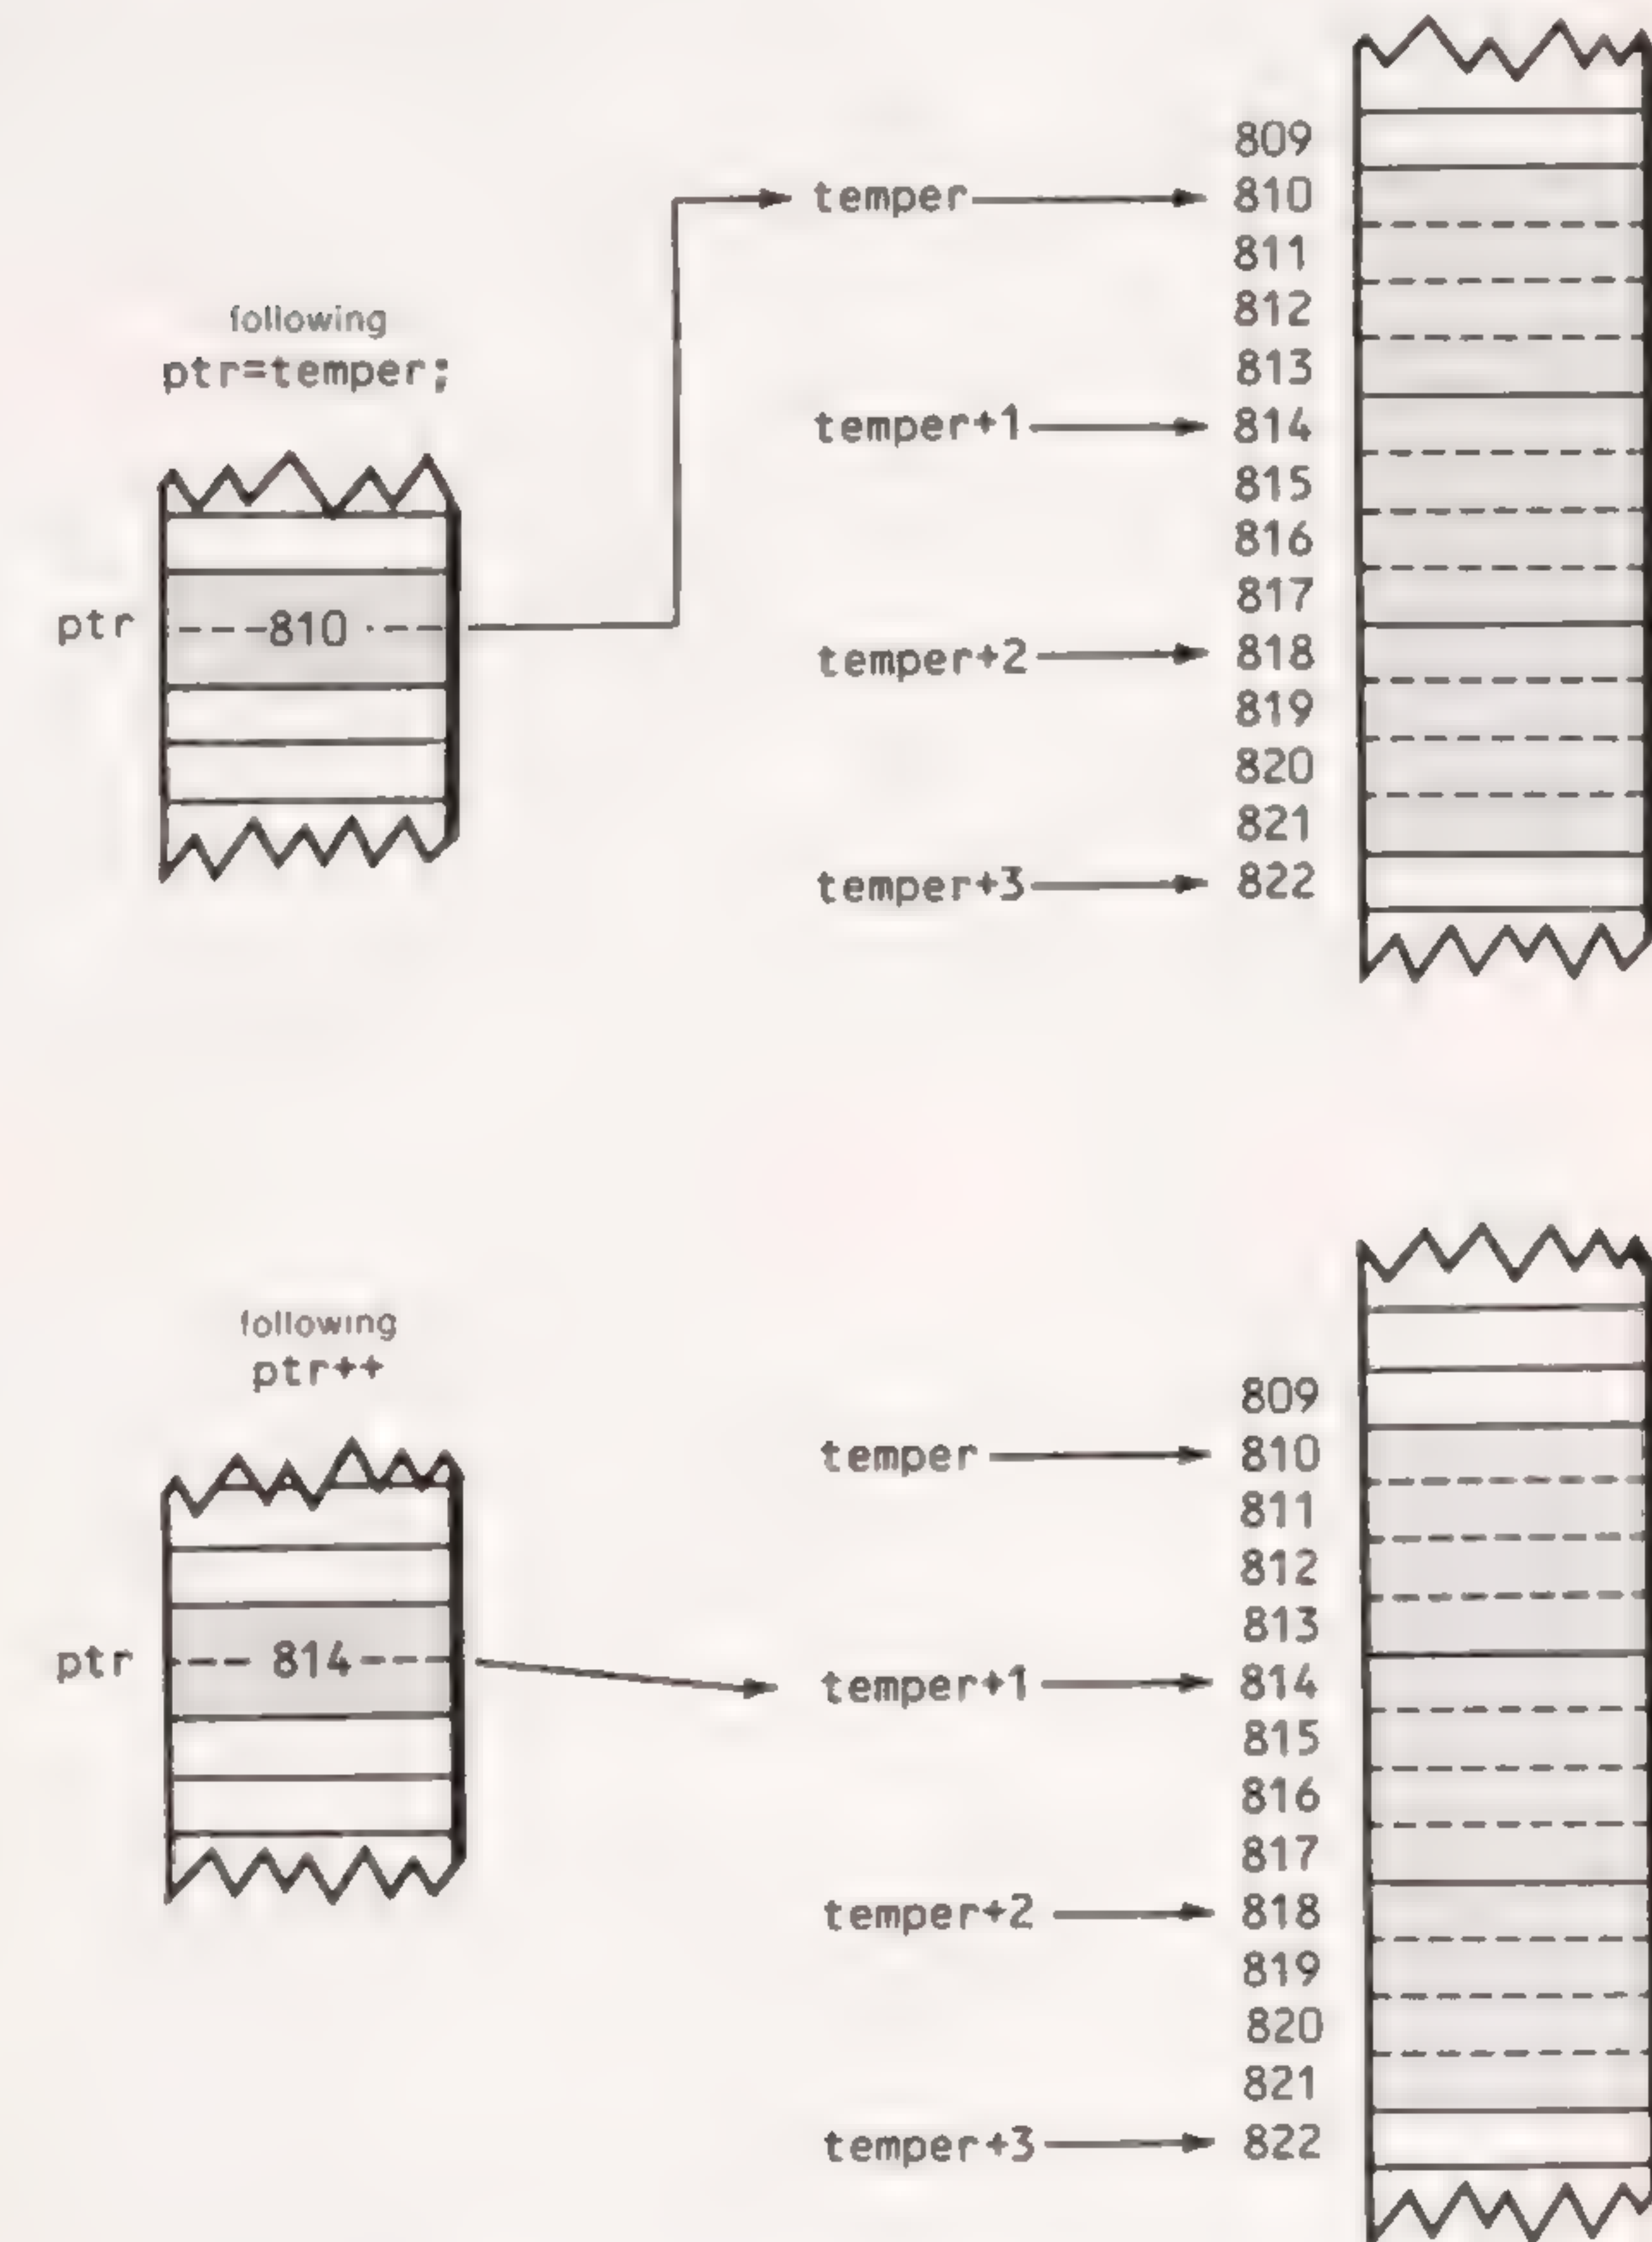 following
ptr=temper;
ptr
810
temper
temper+1
temper+2
temper+3
809
810
811
812
813
814
815
816
817
818
819
820
821
822
following
ptr++
ptr
814
temper
temper+1
temper+2
temper+3
809
810
811
812
813
814
815
816
817
818
819
820
821
822